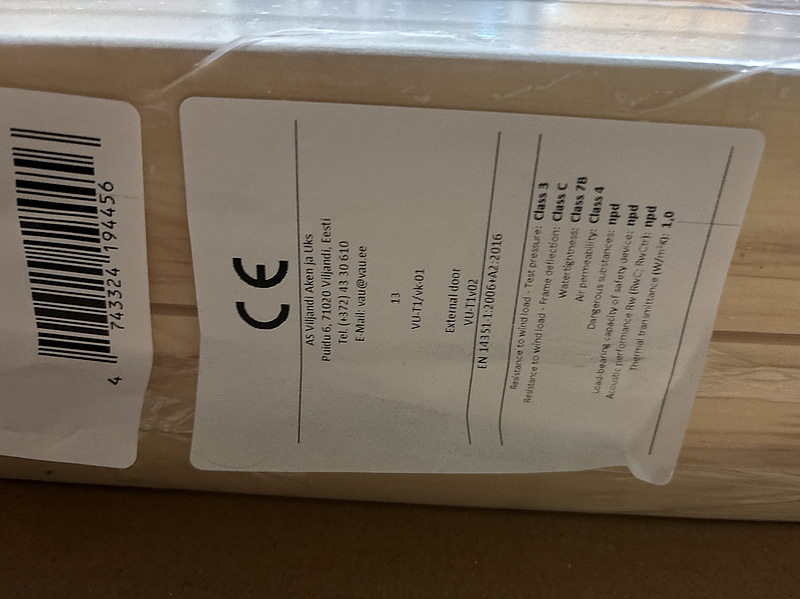 4 743324 194456
CE
AS Viljandi Aken ja Uks
Puidu 6, 71020 Viljandi, Eesti
Tel. (+372) 43 30 610
E-Mail: vau@vau.ee
13
VU-T1/vk-01
External door
VU-T1v02
EN 14351-1:2006+A2:2016
Resistance to wind load - Test pressure: Class 3
Resistance to wind load - Frame deflection: Class C
Watertightness: Class 7B
Air permeability: Class 4
Dangerous substances: npd
Load-bearing capacity of safety device: npd
Acoustic performance Rw (RwC; RwCtr): npd
Thermal transmittance (W/m²K): 1,0